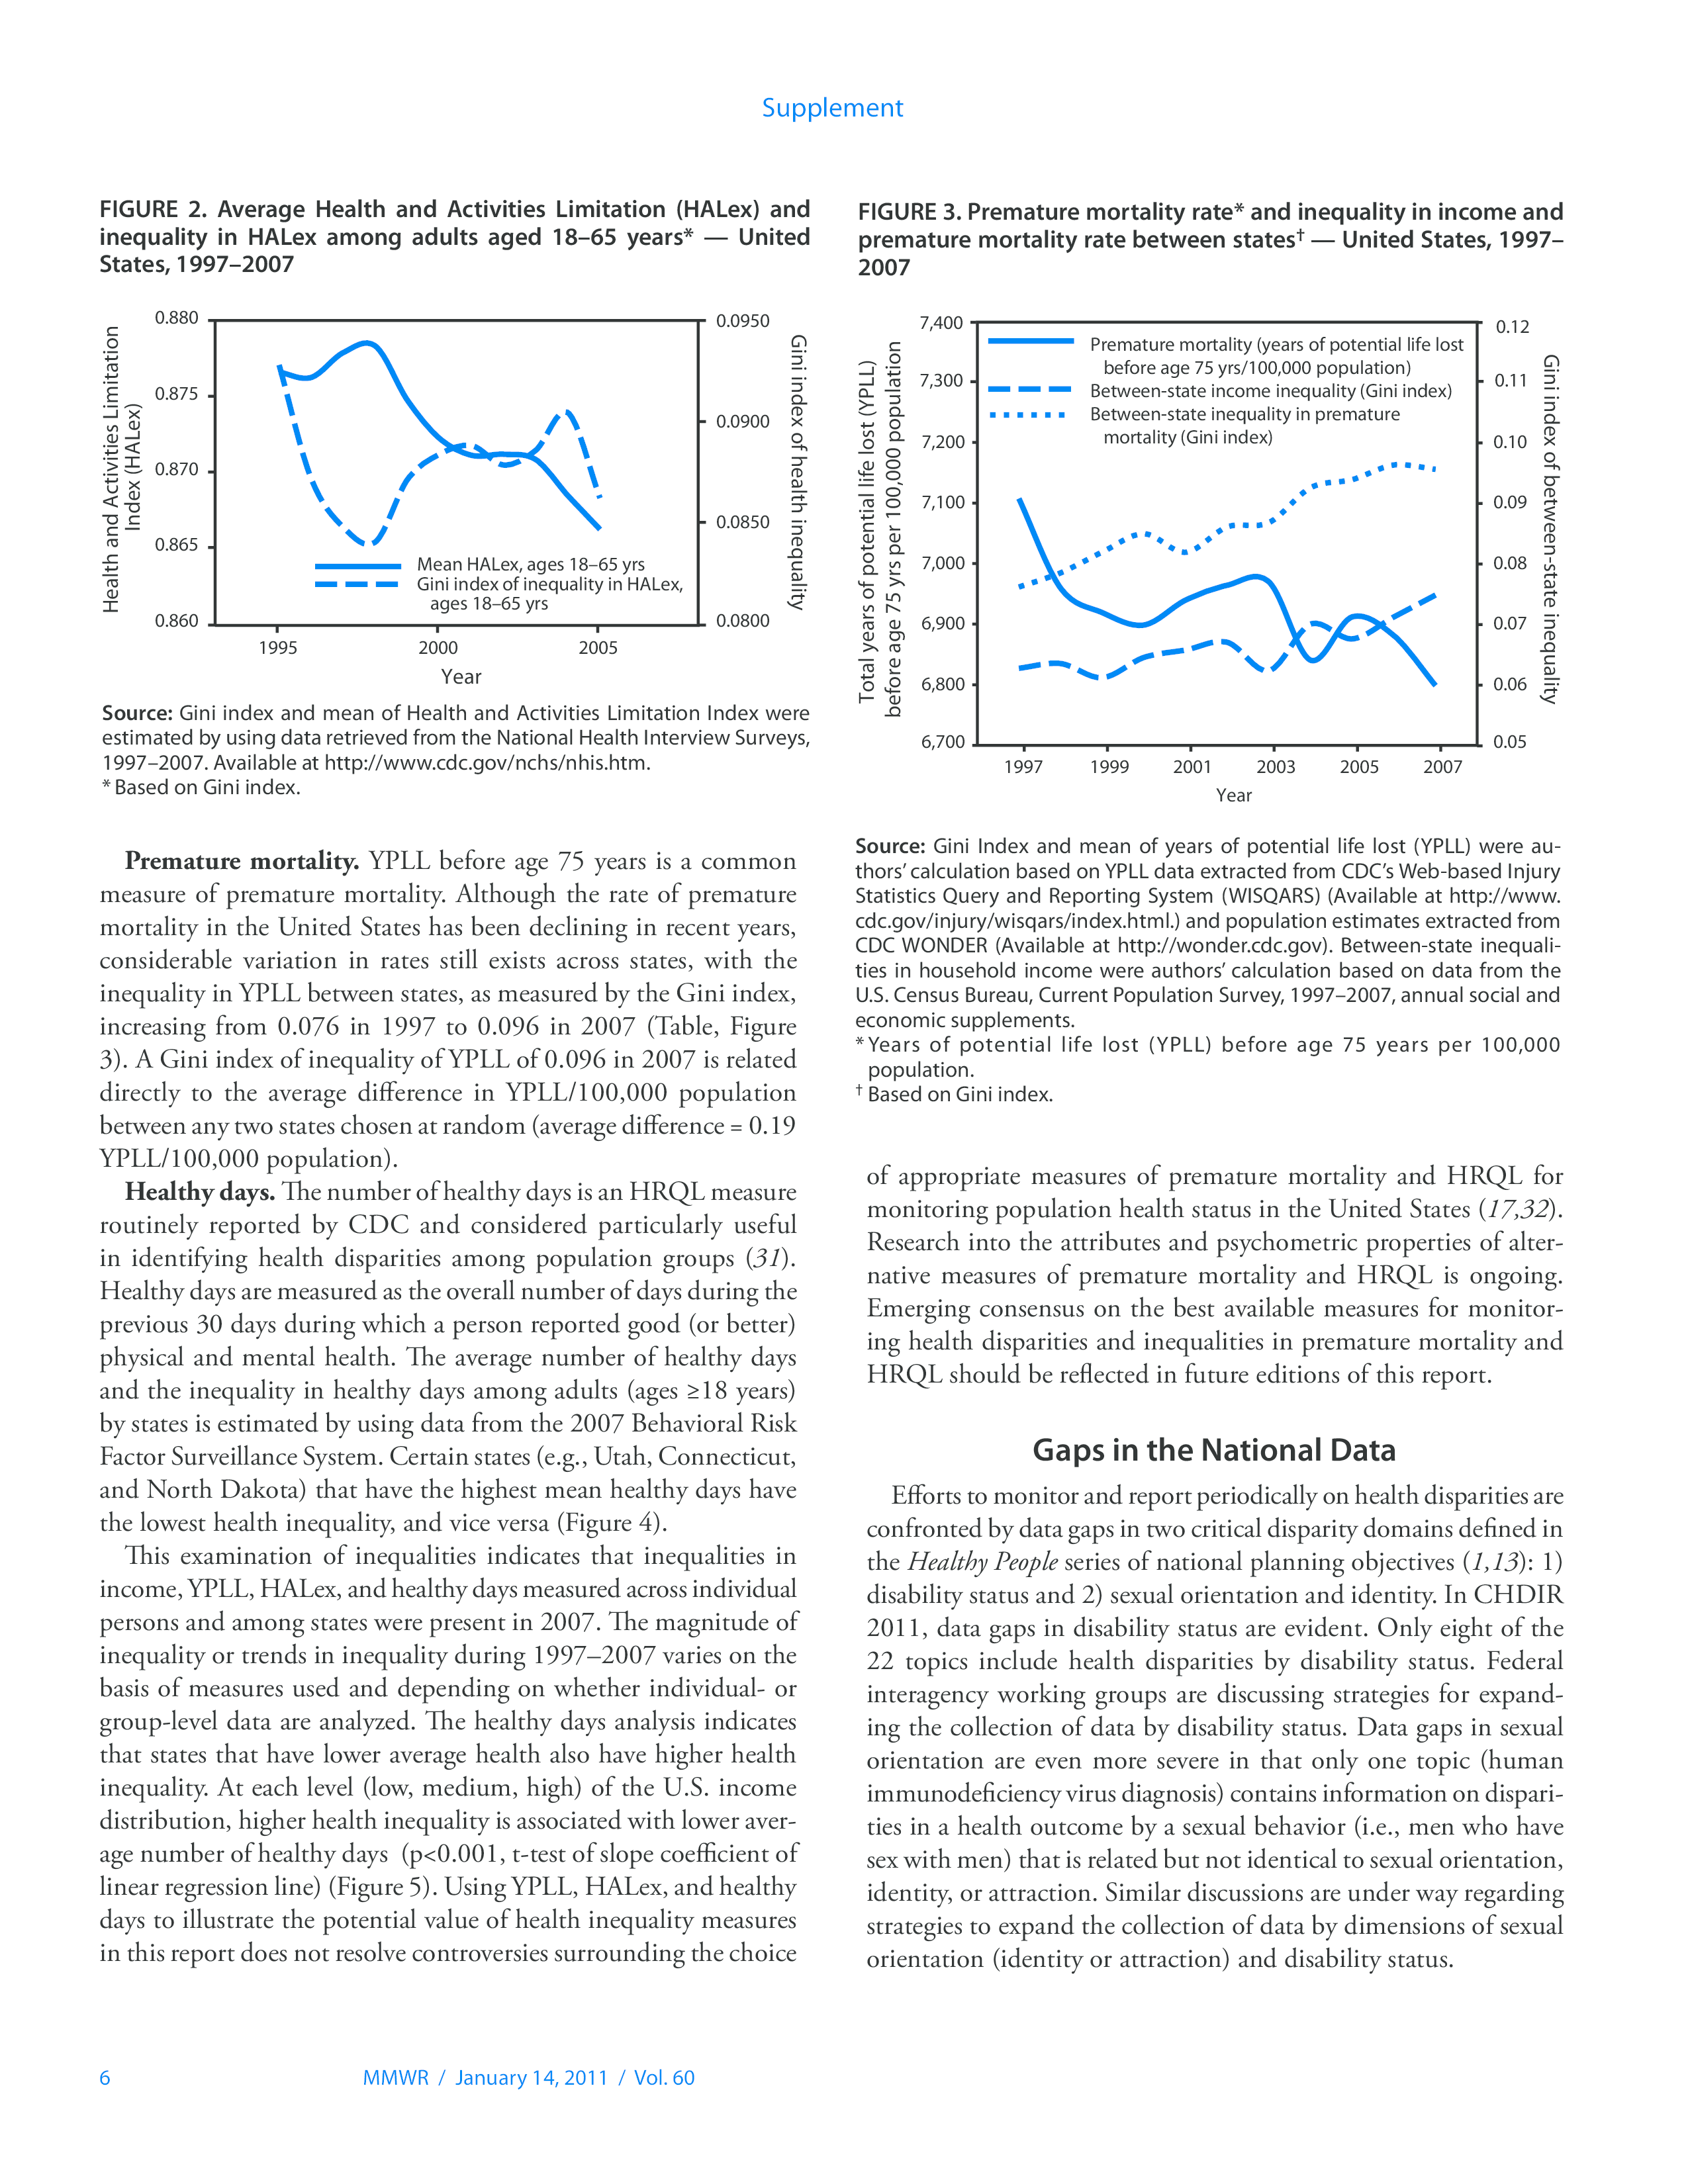 Supplement
FIGURE 2. Average Health and Activities Limitation (HALex) and
inequality in HALex among adults aged 18–65 years* — United
States, 1997–2007
Health and Activities Limitation
Index (HALex)
0.880
0.875
0.870
0.865
0.860
0.0950
0.0900
0.0850
0.0800
Gini index of health inequality
Mean HALex, ages 18–65 yrs
Gini index of inequality in HALex,
ages 18–65 yrs
1995
2000
2005
Year
Source: Gini index and mean of Health and Activities Limitation Index were
estimated by using data retrieved from the National Health Interview Surveys,
1997–2007. Available at http://www.cdc.gov/nchs/nhis.htm.
* Based on Gini index.
Premature mortality. YPLL before age 75 years is a common
measure of premature mortality. Although the rate of premature
mortality in the United States has been declining in recent years,
considerable variation in rates still exists across states, with the
inequality in YPLL between states, as measured by the Gini index,
increasing from 0.076 in 1997 to 0.096 in 2007 (Table, Figure
3). A Gini index of inequality of YPLL of 0.096 in 2007 is related
directly to the average difference in YPLL/100,000 population
between any two states chosen at random (average difference = 0.19
YPLL/100,000 population).
Healthy days. The number of healthy days is an HRQL measure
routinely reported by CDC and considered particularly useful
in identifying health disparities among population groups (31).
Healthy days are measured as the overall number of days during the
previous 30 days during which a person reported good (or better)
physical and mental health. The average number of healthy days
and the inequality in healthy days among adults (ages ≥18 years)
by states is estimated by using data from the 2007 Behavioral Risk
Factor Surveillance System. Certain states (e.g., Utah, Connecticut,
and North Dakota) that have the highest mean healthy days have
the lowest health inequality, and vice versa (Figure 4).
This examination of inequalities indicates that inequalities in
income, YPLL, HALex, and healthy days measured across individual
persons and among states were present in 2007. The magnitude of
inequality or trends in inequality during 1997–2007 varies on the
basis of measures used and depending on whether individual- or
group-level data are analyzed. The healthy days analysis indicates
that states that have lower average health also have higher health
inequality. At each level (low, medium, high) of the U.S. income
distribution, higher health inequality is associated with lower aver-
age number of healthy days (p<0.001, t-test of slope coefficient of
linear regression line) (Figure 5). Using YPLL, HALex, and healthy
days to illustrate the potential value of health inequality measures
in this report does not resolve controversies surrounding the choice
FIGURE 3. Premature mortality rate* and inequality in income and
premature mortality rate between states† — United States, 1997–
2007
Total years of potential life lost (YPLL)
before age 75 yrs per 100,000 population
7,400
7,300
7,200
7,100
7,000
6,900
6,800
6,700
Premature mortality (years of potential life lost
before age 75 yrs/100,000 population)
Between-state income inequality (Gini index)
Between-state inequality in premature
mortality (Gini index)
0.12
0.11
0.10
0.09
0.08
0.07
0.06
0.05
Gini index of between-state inequality
1997
1999
2001
2003
2005
2007
Year
Source: Gini Index and mean of years of potential life lost (YPLL) were au-
thors’ calculation based on YPLL data extracted from CDC’s Web-based Injury
Statistics Query and Reporting System (WISQARS) (Available at http://www.
cdc.gov/injury/wisqars/index.html.) and population estimates extracted from
CDC WONDER (Available at http://wonder.cdc.gov). Between-state inequali-
ties in household income were authors’ calculation based on data from the
U.S. Census Bureau, Current Population Survey, 1997–2007, annual social and
economic supplements.
* Years of potential life lost (YPLL) before age 75 years per 100,000
population.
† Based on Gini index.
of appropriate measures of premature mortality and HRQL for
monitoring population health status in the United States (17,32).
Research into the attributes and psychometric properties of alter-
native measures of premature mortality and HRQL is ongoing.
Emerging consensus on the best available measures for monitor-
ing health disparities and inequalities in premature mortality and
HRQL should be reflected in future editions of this report.
Gaps in the National Data
Efforts to monitor and report periodically on health disparities are
confronted by data gaps in two critical disparity domains defined in
the Healthy People series of national planning objectives (1,13): 1)
disability status and 2) sexual orientation and identity. In CHDIR
2011, data gaps in disability status are evident. Only eight of the
22 topics include health disparities by disability status. Federal
interagency working groups are discussing strategies for expand-
ing the collection of data by disability status. Data gaps in sexual
orientation are even more severe in that only one topic (human
immunodeficiency virus diagnosis) contains information on dispari-
ties in a health outcome by a sexual behavior (i.e., men who have
sex with men) that is related but not identical to sexual orientation,
identity, or attraction. Similar discussions are under way regarding
strategies to expand the collection of data by dimensions of sexual
orientation (identity or attraction) and disability status.
6
MMWR / January 14, 2011 / Vol. 60